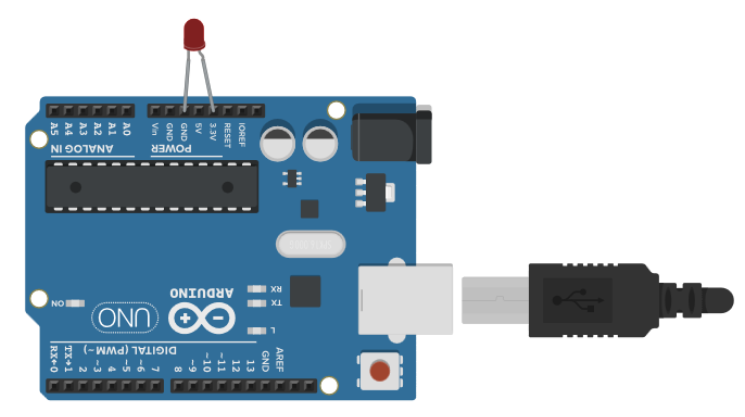 A5 A4 A3 A2 A1 A0
Vin GND GND 5V 3.3V RESET IOREF
ANALOG IN
POWER
ARDUINO
UNO
ON
RX
TX
L
DIGITAL (PWM~)
RX←0 TX→1 2 ~3 4 ~5 ~6 7 8 ~9 ~10 ~11 12 13 GND AREF